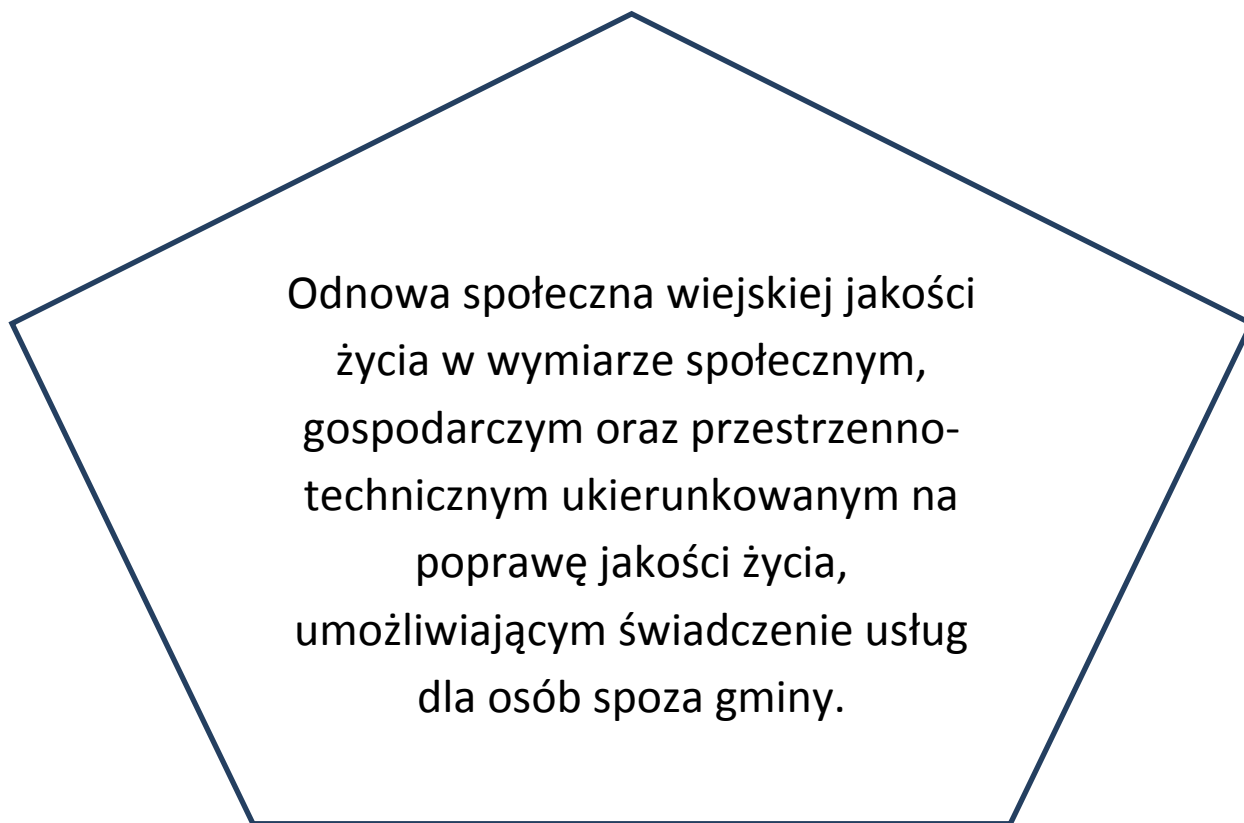 Odnowa społeczna wiejskiej jakości
życia w wymiarze społecznym,
gospodarczym oraz przestrzenno-
technicznym ukierunkowanym na
poprawę jakości życia,
umożliwiającym świadczenie usług
dla osób spoza gminy.